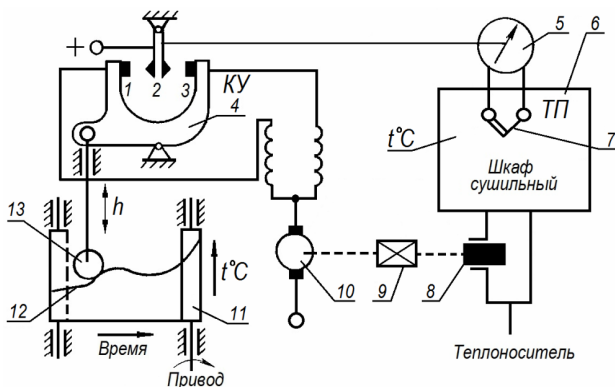 5
6
+
1
2
3
КУ
4
ТП
7
t°C
Шкаф
сушильный
h
13
t°C
10
9
8
12
11
Время
Привод
Теплоноситель